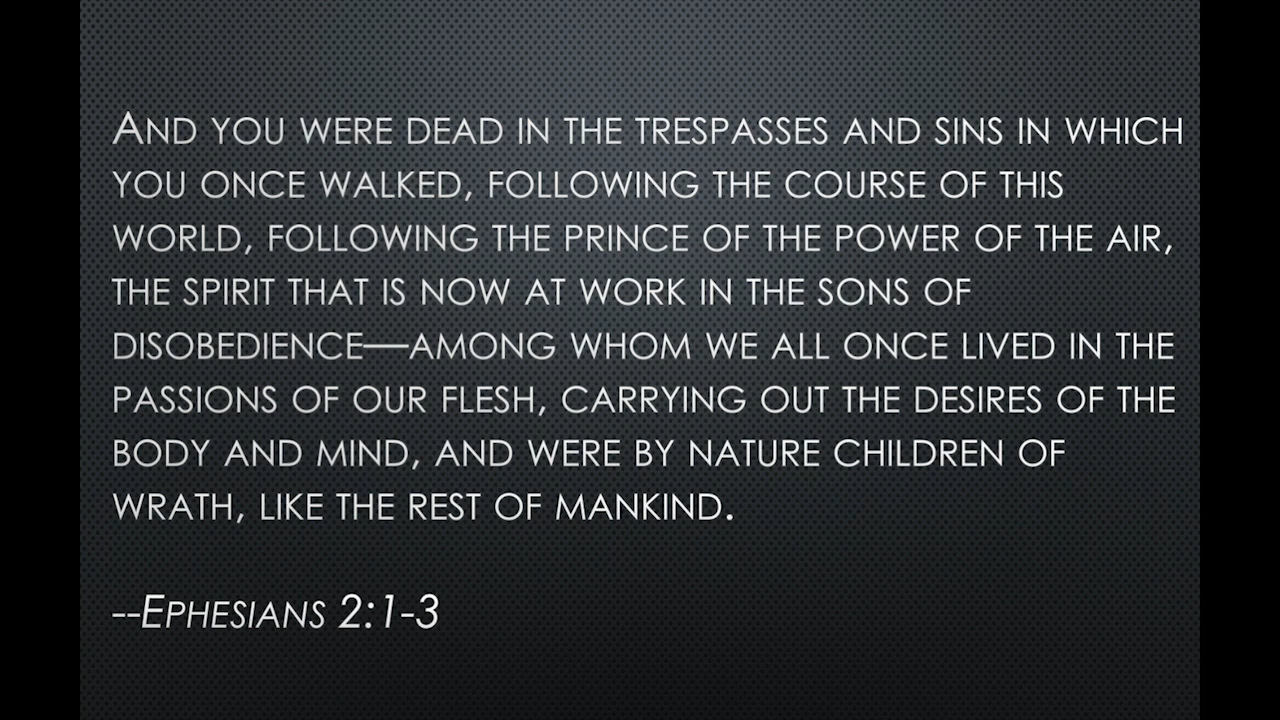 And you were dead in the trespasses and sins in which
you once walked, following the course of this
world, following the prince of the power of the air,
the spirit that is now at work in the sons of
disobedience—among whom we all once lived in the
passions of our flesh, carrying out the desires of the
body and mind, and were by nature children of
wrath, like the rest of mankind.
--Ephesians 2:1-3